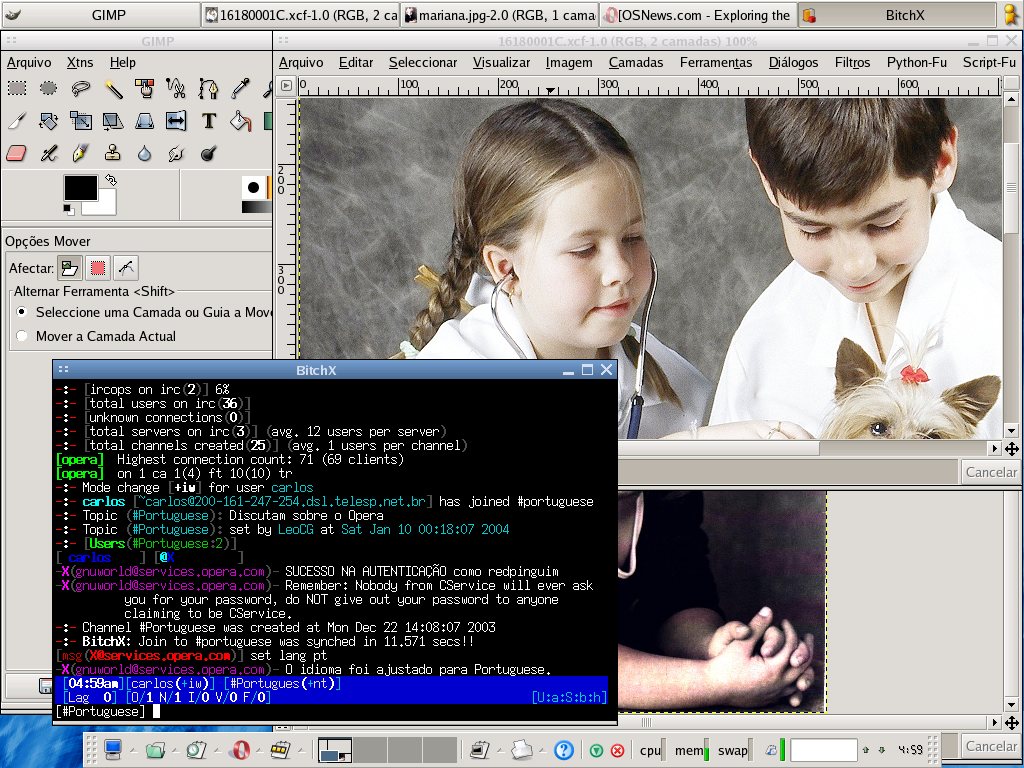 GIMP
16180001C.xcf-1.0 (RGB, 2 ca
mariana.jpg-2.0 (RGB, 1 cama
[OSNews.com - Exploring the
BitchX
GIMP
16180001C.xcf-1.0 (RGB, 2 camadas) 100%
Arquivo Xtns Help
Arquivo Editar Seleccionar Visualizar Imagem Camadas Ferramentas Diálogos Filtros Python-Fu Script-Fu
0 100 200 300 400 500 600
200
300
Opções Mover
Afectar:
Alternar Ferramenta <Shift>
Seleccione uma Camada ou Guia a Move
Mover a Camada Actual
Cancelar
BitchX
-:- [ircops on irc(2)] 6%
-:- [total users on irc(36)]
-:- [unknown connections(0)]
-:- [total servers on irc(3)] (avg. 12 users per server)
-:- [total channels created(25)] (avg. 1 users per channel)
[opera] Highest connection count: 71 (69 clients)
[opera] on 1 ca 1(4) ft 10(10) tr
-:- Mode change [+iw] for user carlos
-:- carlos [~carlos@200-161-247-254.dsl.telesp.net.br] has joined #portuguese
-:- Topic (#Portuguese): Discutam sobre o Opera
-:- Topic (#Portuguese): set by LeoCG at Sat Jan 10 00:18:07 2004
-:- [Users(#Portuguese:2)]
[ carlos ] [@X ]
-X(gnuworld@services.opera.com)- SUCESSO NA AUTENTICAÇÃO como redpinguim
-X(gnuworld@services.opera.com)- Remember: Nobody from CService will ever ask
you for your password, do NOT give out your password to anyone
claiming to be CService.
-:- Channel #Portuguese was created at Mon Dec 22 14:08:07 2003
-:- BitchX: Join to #portuguese was synched in 11.571 secs!!
[msg(X@services.opera.com)] set lang pt
-X(gnuworld@services.opera.com)- O idioma foi ajustado para Portuguese.
[04:59am][carlos(+iw)] [#Portugues(+nt)]
[Lag 0] [O/1 N/1 I/0 V/0 F/0] [U:a:S:b:h]
[#Portuguese]
cpu mem swap 4:59
Cancelar